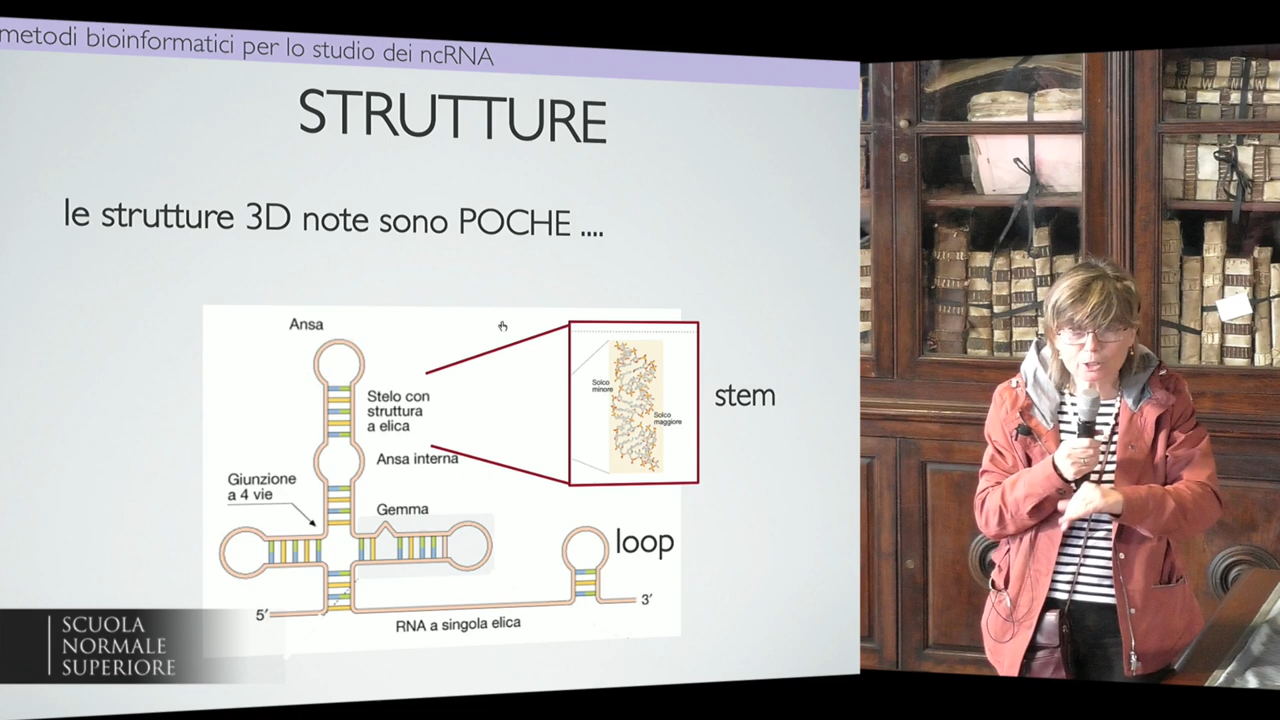 metodi bioinformatici per lo studio dei ncRNA
STRUTTURE
le strutture 3D note sono POCHE ....
Ansa
Stelo con
struttura
a elica
Ansa interna
Giunzione
a 4 vie
Gemma
Solco
minore
Solco
maggiore
stem
loop
5′
3′
RNA a singola elica
SCUOLA
NORMALE
SUPERIORE